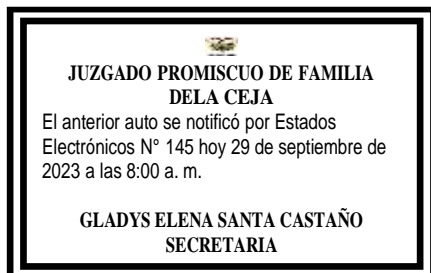 JUZGADO PROMISCUO DE FAMILIA
DELA CEJA
El anterior auto se notificó por Estados
Electrónicos N° 145 hoy 29 de septiembre de
2023 a las 8:00 a. m.
GLADYS ELENA SANTA CASTAÑO
SECRETARIA